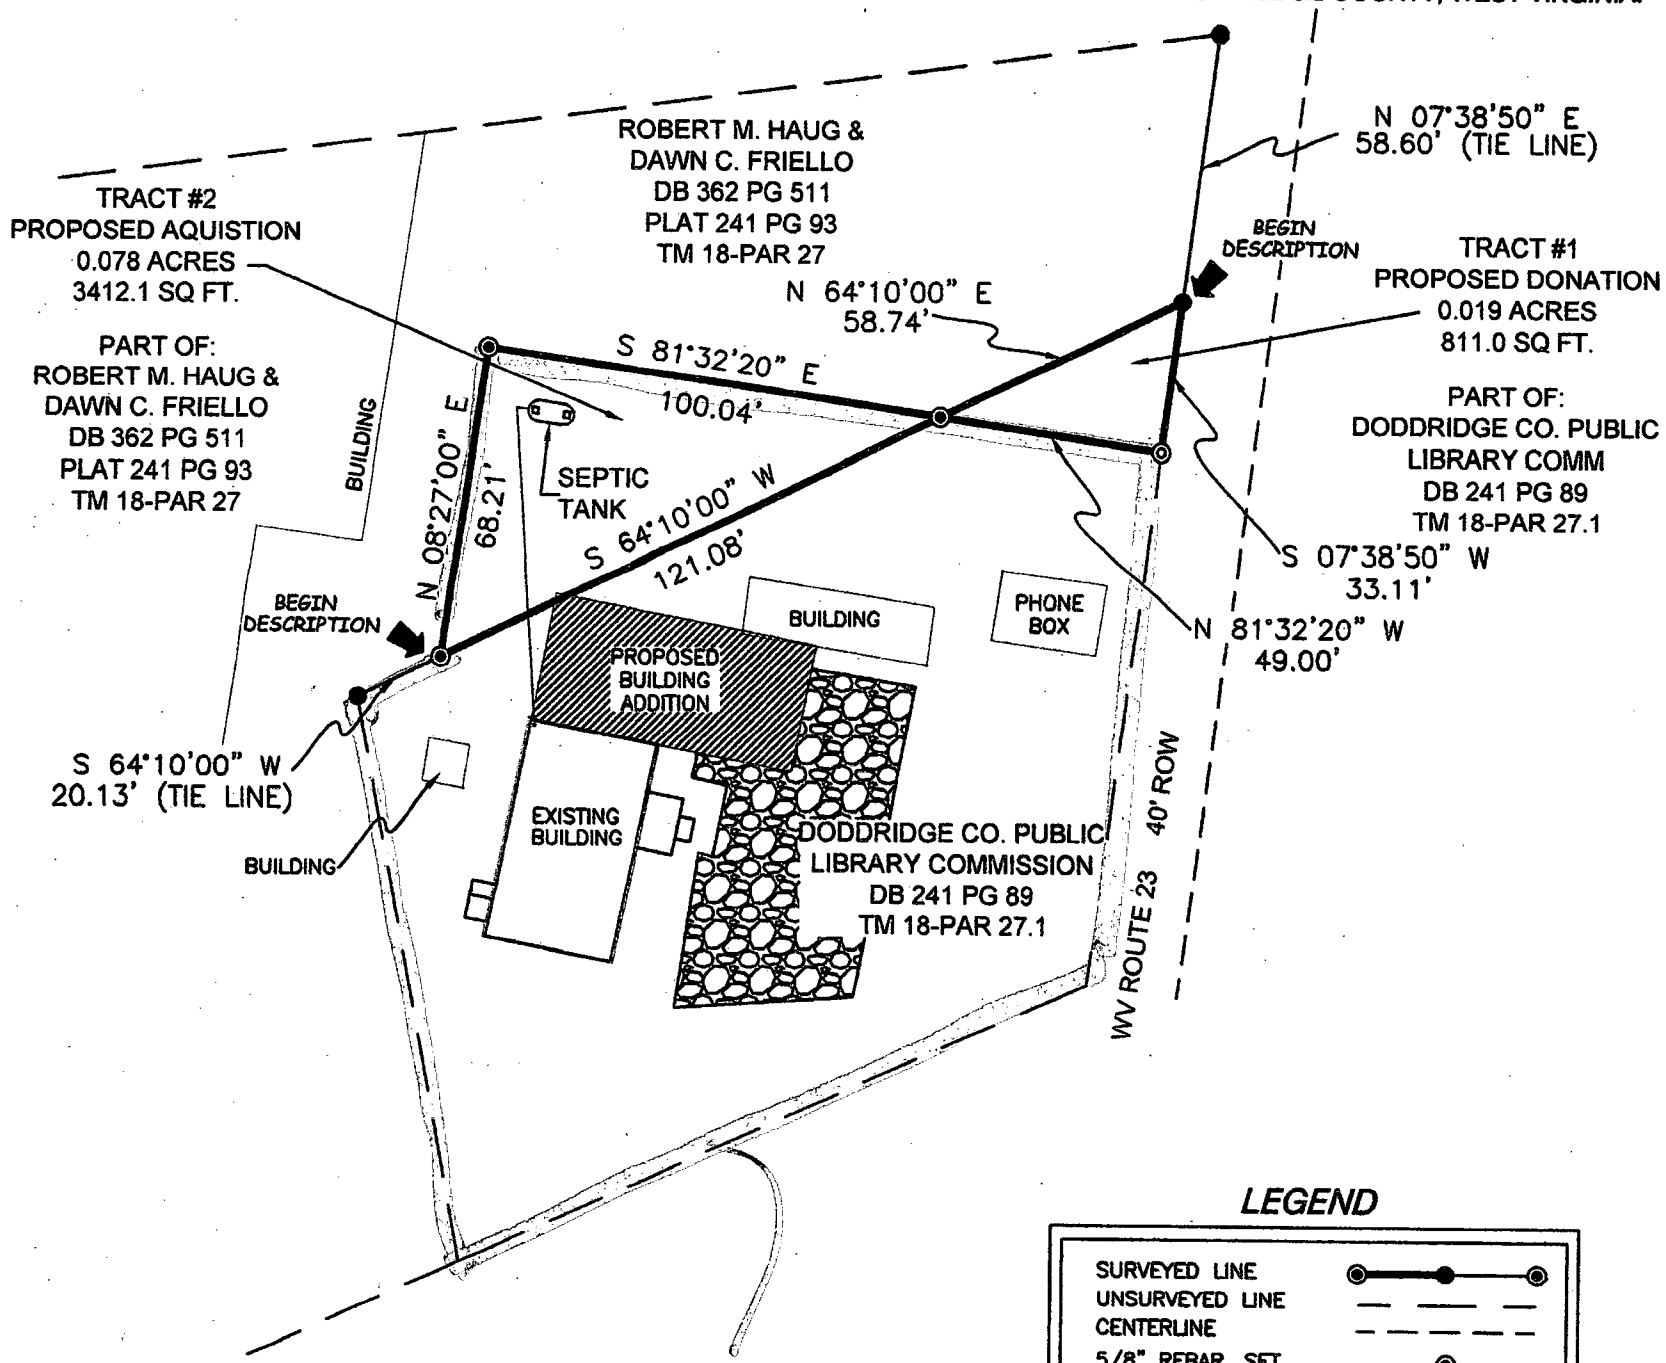 N 07°38'50" E
58.60' (TIE LINE)
ROBERT M. HAUG &
DAWN C. FRIELLO
DB 362 PG 511
PLAT 241 PG 93
TM 18-PAR 27
TRACT #2
PROPOSED AQUISTION
0.078 ACRES
3412.1 SQ FT.
BEGIN
DESCRIPTION
TRACT #1
PROPOSED DONATION
0.019 ACRES
811.0 SQ FT.
N 64°10'00" E
58.74'
PART OF:
ROBERT M. HAUG &
DAWN C. FRIELLO
DB 362 PG 511
PLAT 241 PG 93
TM 18-PAR 27
BUILDING
S 81°32'20" E
100.04'
PART OF:
DODDRIDGE CO. PUBLIC
LIBRARY COMM
DB 241 PG 89
TM 18-PAR 27.1
N 08°27'00" E
68.21'
SEPTIC
TANK
S 64°10'00" W
121.08'
S 07°38'50" W
33.11'
N 81°32'20" W
49.00'
BEGIN
DESCRIPTION
BUILDING
PHONE
BOX
PROPOSED
BUILDING
ADDITION
S 64°10'00" W
20.13' (TIE LINE)
BUILDING
EXISTING
BUILDING
DODDRIDGE CO. PUBLIC
LIBRARY COMMISSION
DB 241 PG 89
TM 18-PAR 27.1
WV ROUTE 23 40' ROW
LEGEND
SURVEYED LINE
UNSURVEYED LINE
CENTERLINE
5/8" REBAR SET